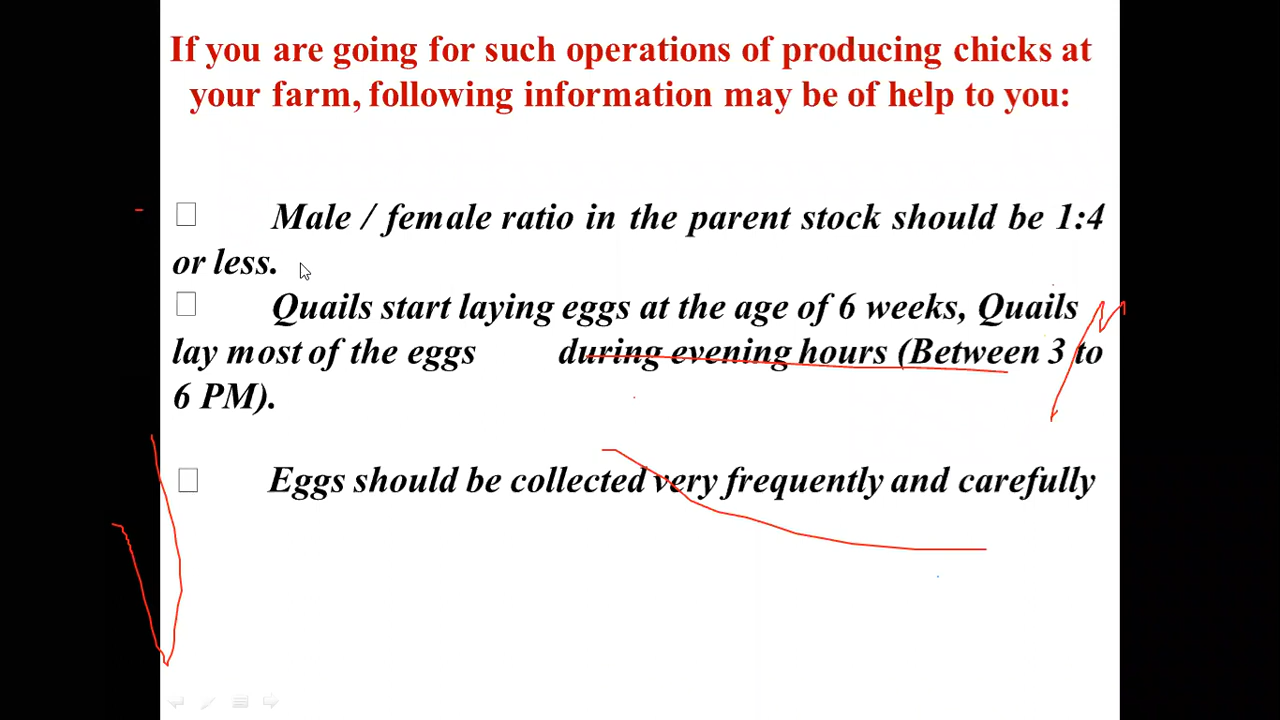 If you are going for such operations of producing chicks at
your farm, following information may be of help to you:
Male / female ratio in the parent stock should be 1:4
or less.
Quails start laying eggs at the age of 6 weeks, Quails
lay most of the eggs during evening hours (Between 3 to
6 PM).
Eggs should be collected very frequently and carefully